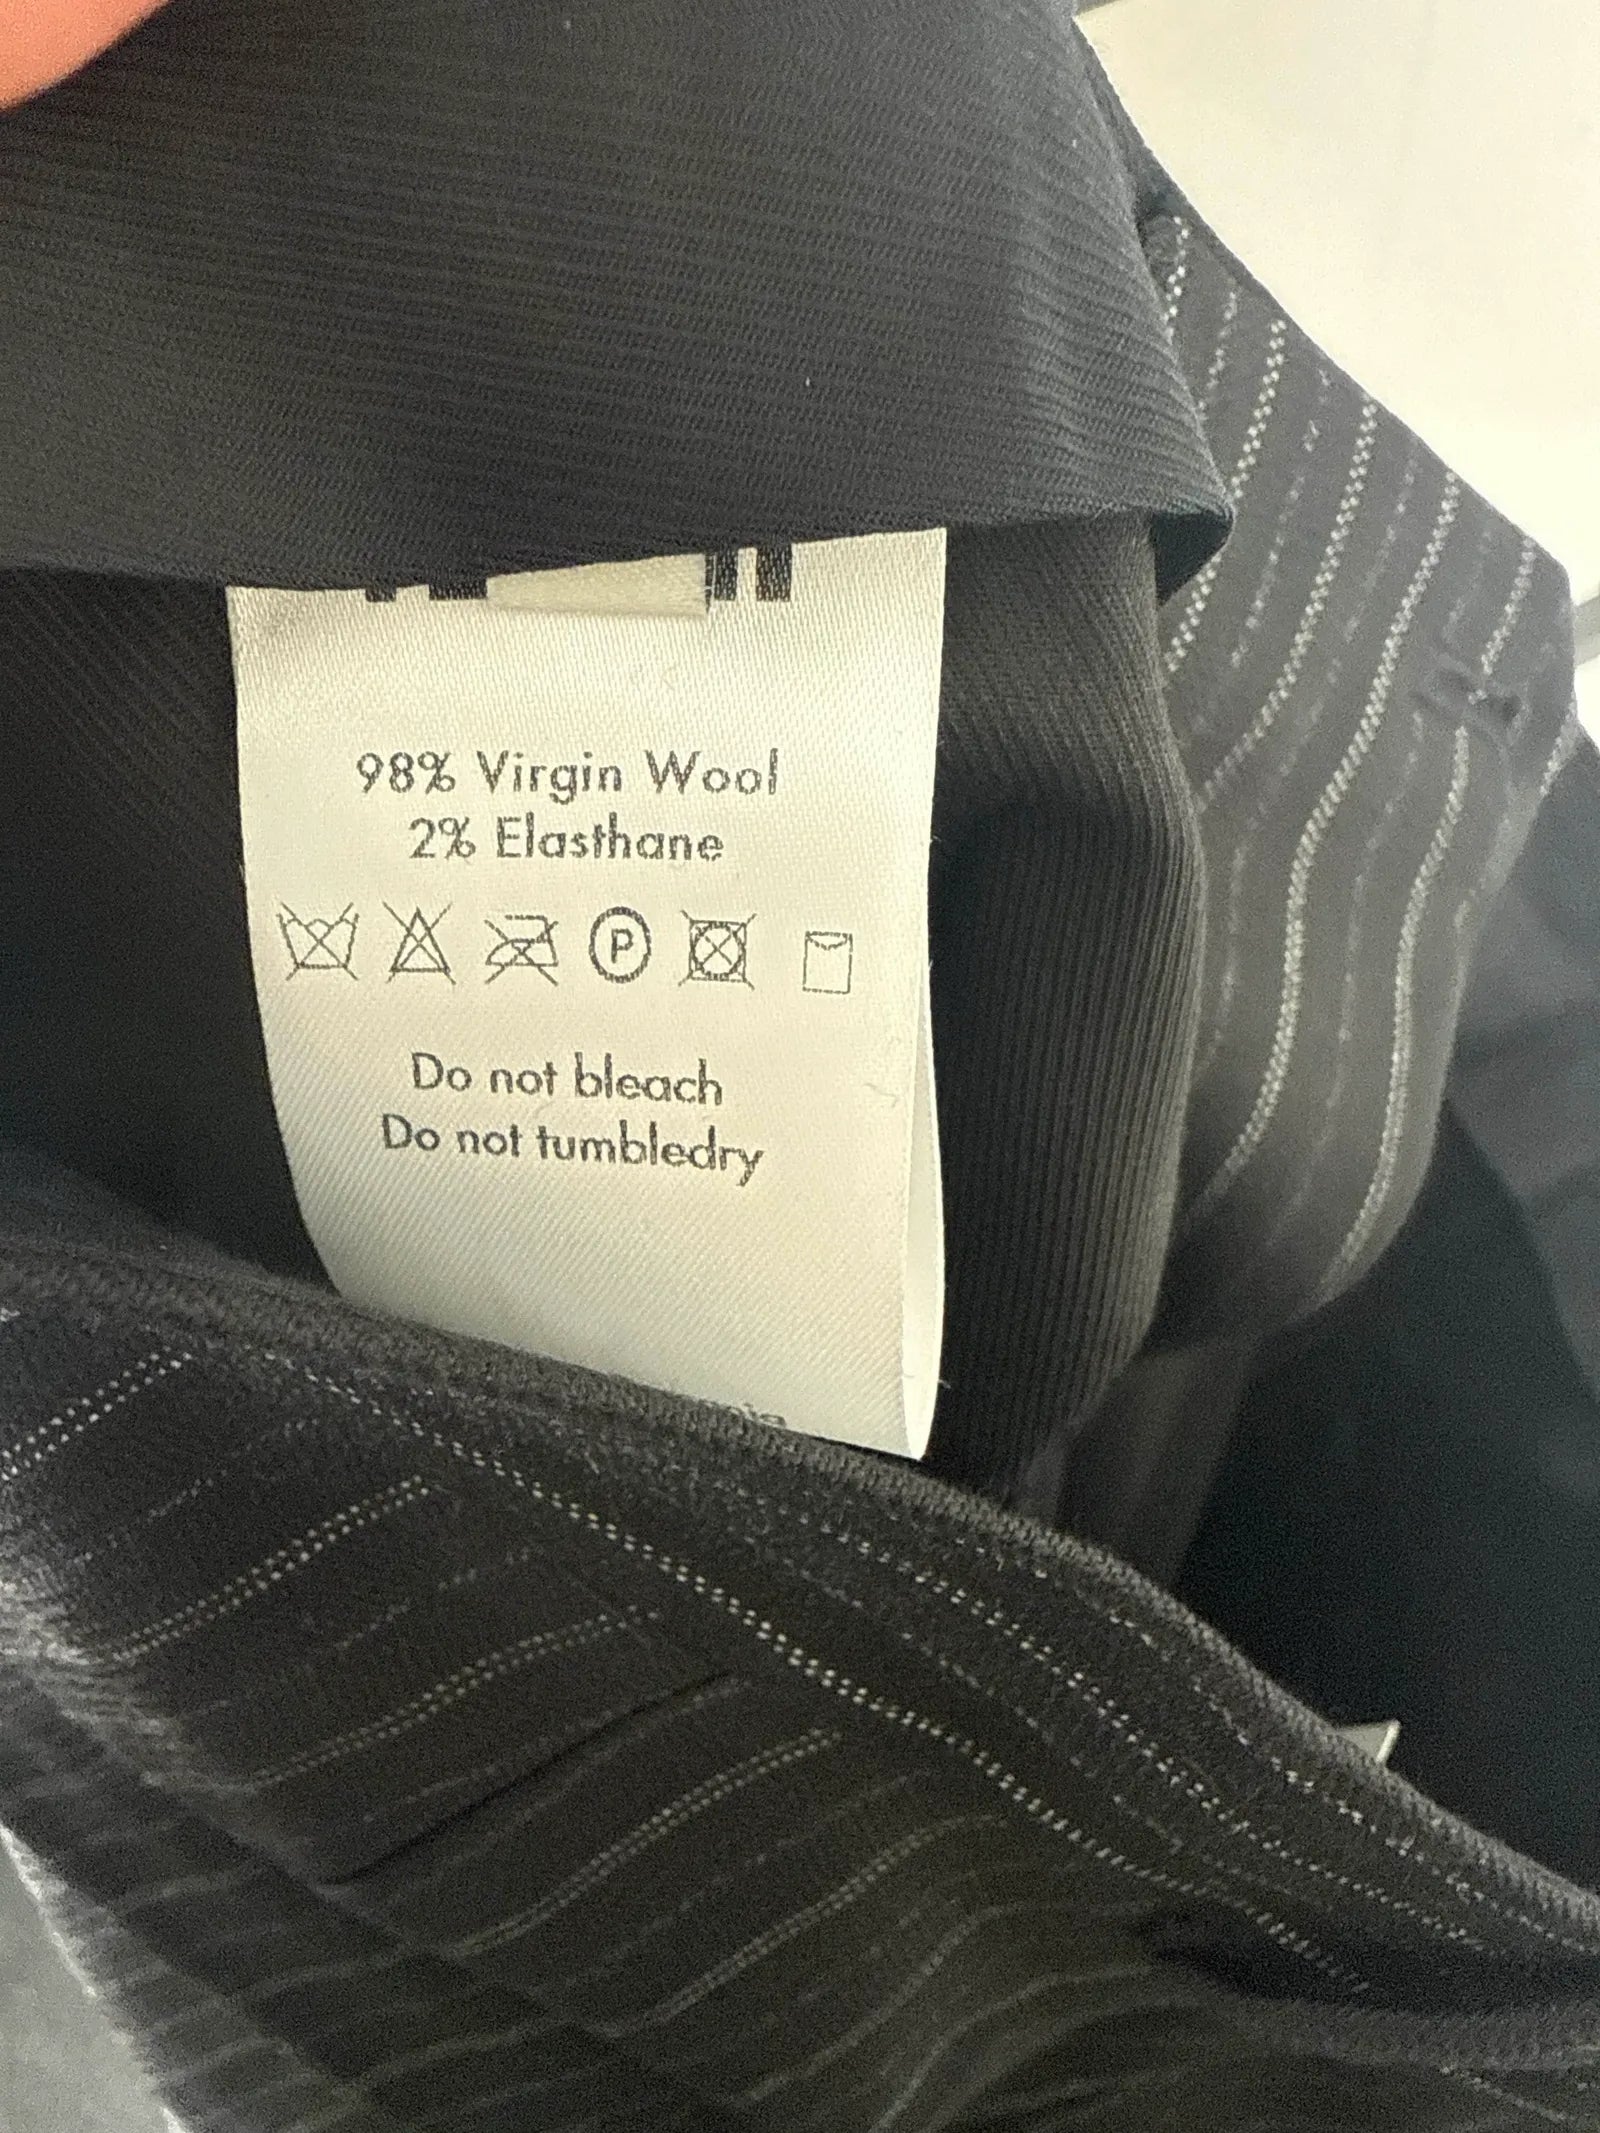 98% Virgin Wool
2% Elasthane
P
Do not bleach
Do not tumbledry